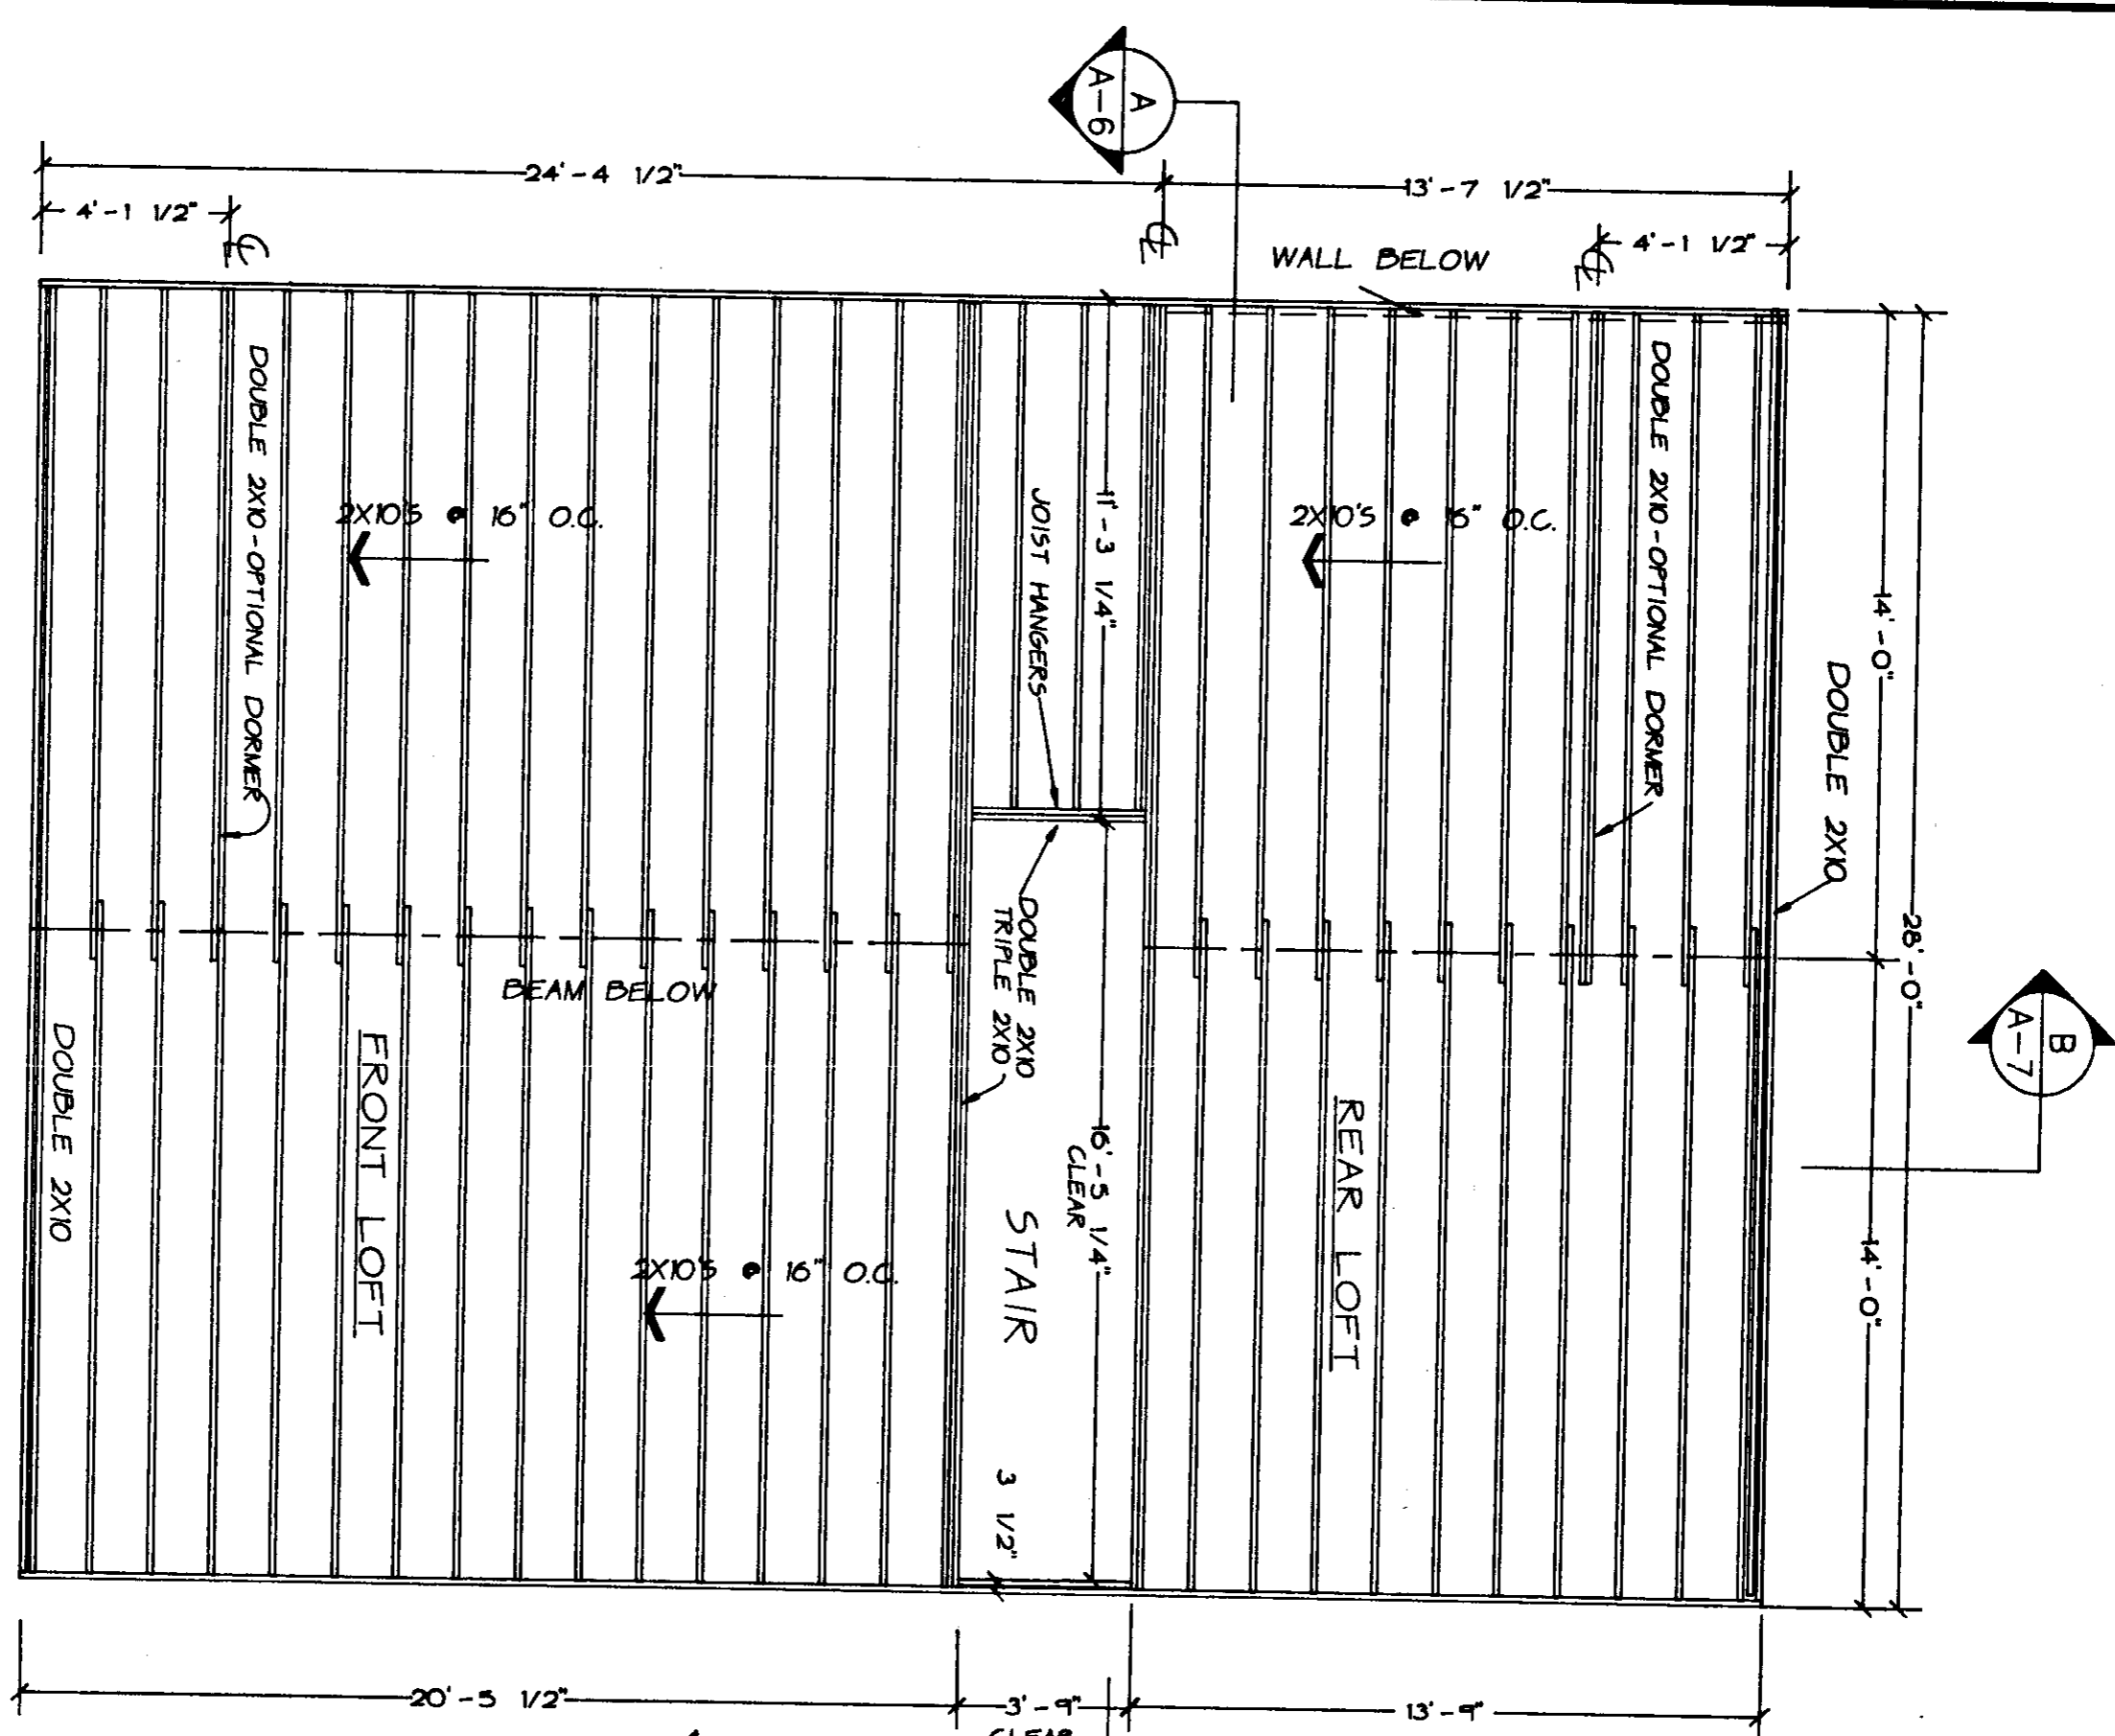 A
A-6
24'-4 1/2"
13'-7 1/2"
4'-1 1/2"
4'-1 1/2"
WALL BELOW
DOUBLE 2X10-OPTIONAL DORMER
2X10'S @ 16" O.C.
JOIST HANGERS
11'-3 1/4"
2X10'S @ 16" O.C.
DOUBLE 2X10-OPTIONAL DORMER
14'-0"
DOUBLE 2X10
28'-0"
B
A-7
BEAM BELOW
DOUBLE 2X10
TRIPLE 2X10
DOUBLE 2X10
FRONT LOFT
16'-5 1/4"
CLEAR
STAIR
REAR LOFT
2X10'S @ 16" O.C.
14'-0"
3 1/2"
20'-5 1/2"
3'-9"
CLEAR
13'-9"